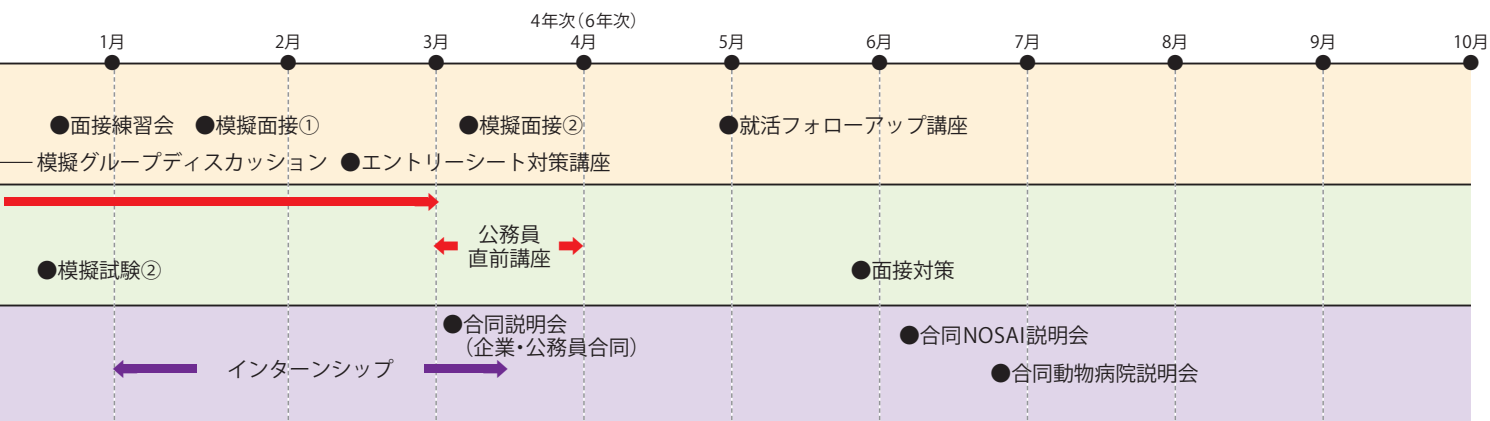 4年次（6年次）
1月 2月 3月 4月 5月 6月 7月 8月 9月 10月
●面接練習会 ●模擬面接① ●模擬面接② ●就活フォローアップ講座
模擬グループディスカッション ●エントリーシート対策講座
公務員
直前講座
●模擬試験② ●面接対策
●合同説明会
（企業・公務員合同）
●合同NOSAI説明会
インターンシップ
●合同動物病院説明会